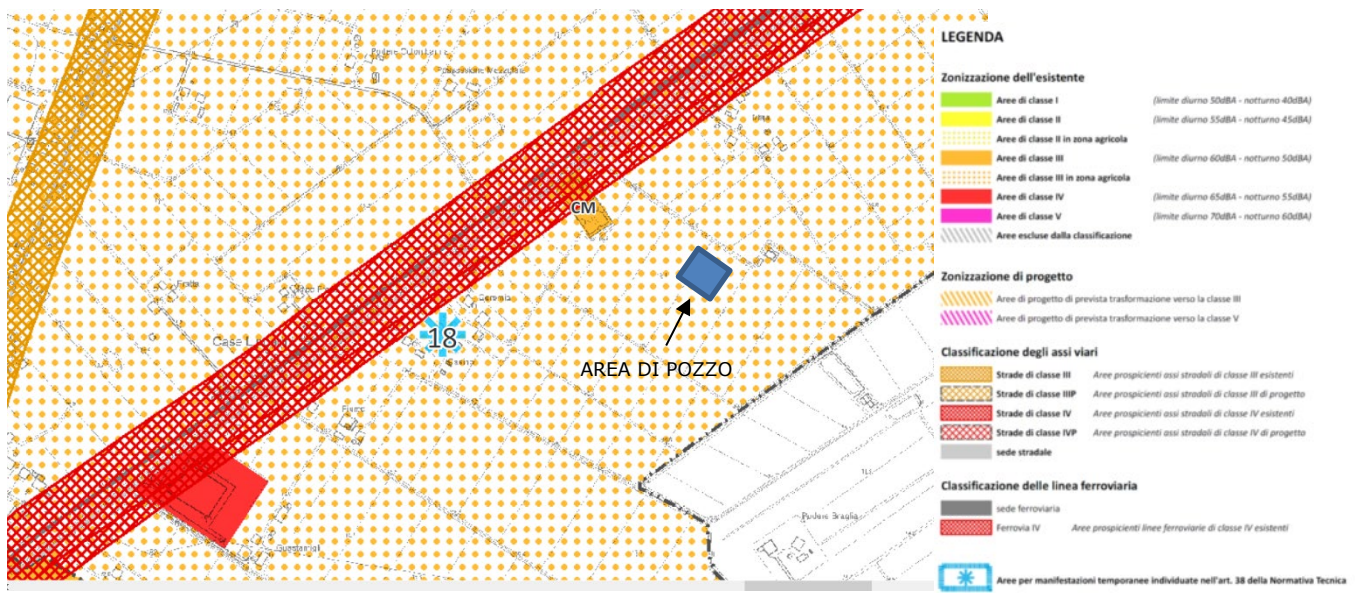 CM
18
AREA DI POZZO
Podere Braglia
LEGENDA
Zonizzazione dell'esistente
Aree di classe I (limite diurno 50dBA - notturno 40dBA)
Aree di classe II (limite diurno 55dBA - notturno 45dBA)
Aree di classe II in zona agricola
Aree di classe III (limite diurno 60dBA - notturno 50dBA)
Aree di classe III in zona agricola
Aree di classe IV (limite diurno 65dBA - notturno 55dBA)
Aree di classe V (limite diurno 70dBA - notturno 60dBA)
Aree escluse dalla classificazione
Zonizzazione di progetto
Aree di progetto di prevista trasformazione verso la classe III
Aree di progetto di prevista trasformazione verso la classe V
Classificazione degli assi viari
Strade di classe III Aree prospicienti assi stradali di classe III esistenti
Strade di classe IIIP Aree prospicienti assi stradali di classe III di progetto
Strade di classe IV Aree prospicienti assi stradali di classe IV esistenti
Strade di classe IVP Aree prospicienti assi stradali di classe IV di progetto
sede stradale
Classificazione delle linea ferroviaria
sede ferroviaria
Ferrovia IV Aree prospicienti linee ferroviarie di classe IV esistenti
Aree per manifestazioni temporanee individuate nell'art. 38 della Normativa Tecnica